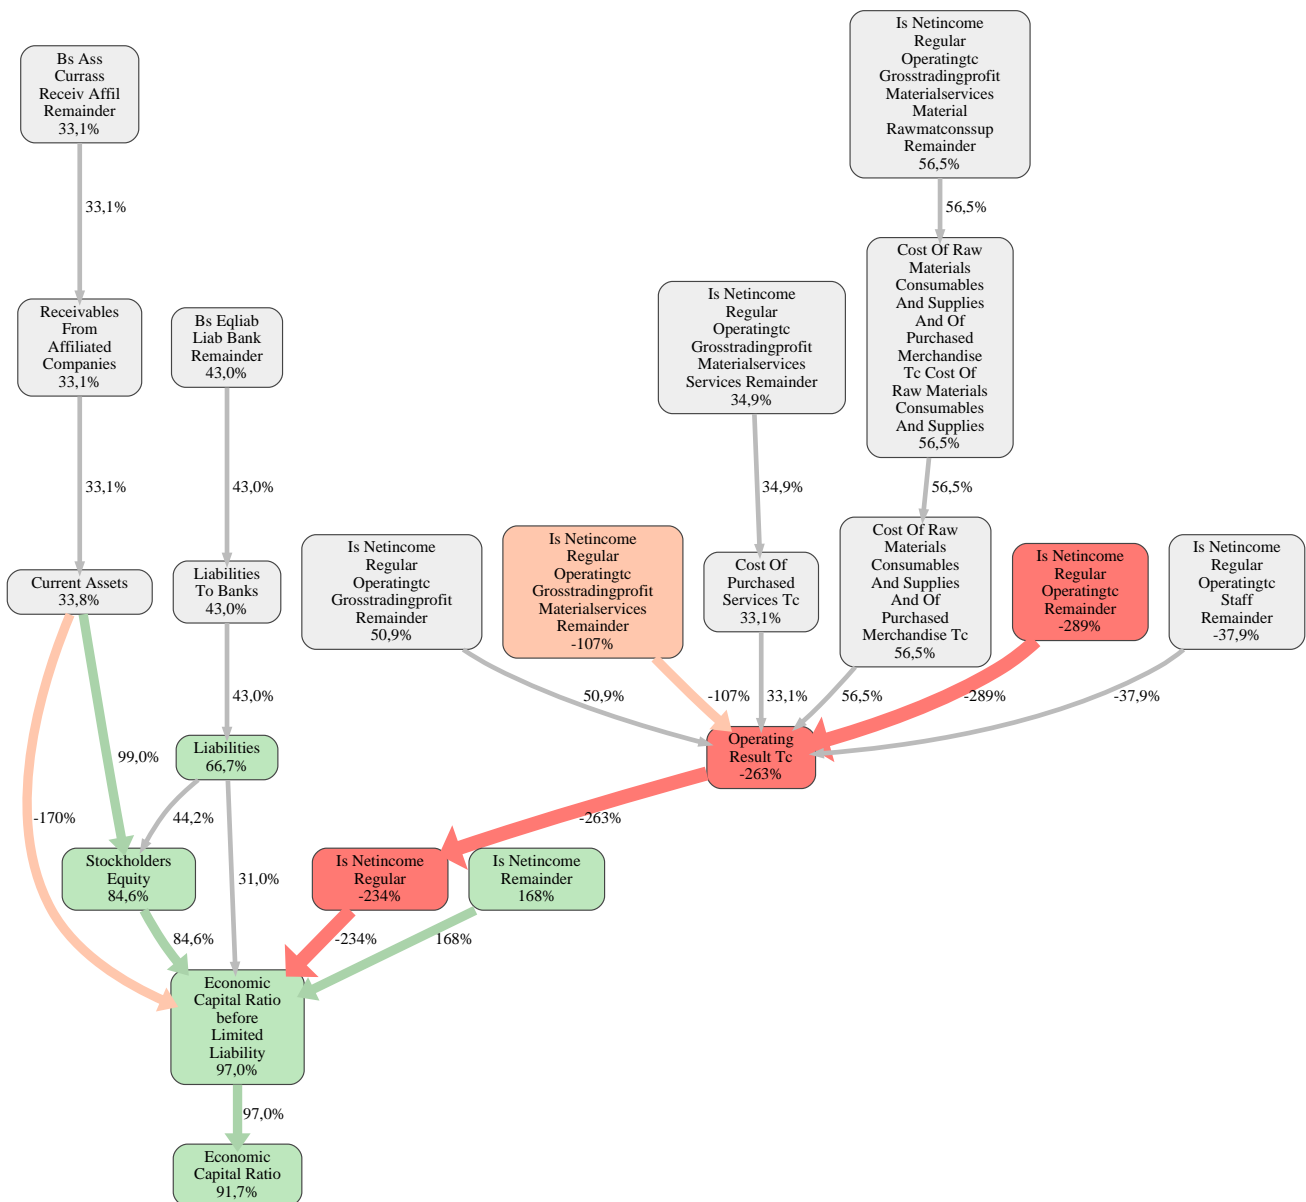 Is Netincome
Regular
Operatingtc
Grosstradingprofit
Materialservices
Material
Rawmatconssup
Remainder
56,5%
Bs Ass
Currass
Receiv Affil
Remainder
33,1%
33,1%
56,5%
Cost Of Raw
Materials
Consumables
And Supplies
And Of
Purchased
Merchandise
Tc Cost Of
Raw Materials
Consumables
And Supplies
56,5%
Is Netincome
Regular
Operatingtc
Grosstradingprofit
Materialservices
Services Remainder
34,9%
Receivables
From
Affiliated
Companies
33,1%
Bs Eqliab
Liab Bank
Remainder
43,0%
33,1%
43,0%
34,9%
56,5%
Current Assets
33,8%
Liabilities
To Banks
43,0%
Is Netincome
Regular
Operatingtc
Grosstradingprofit
Remainder
50,9%
Is Netincome
Regular
Operatingtc
Grosstradingprofit
Materialservices
Remainder
-107%
Cost Of
Purchased
Services Tc
33,1%
Cost Of Raw
Materials
Consumables
And Supplies
And Of
Purchased
Merchandise Tc
56,5%
Is Netincome
Regular
Operatingtc
Remainder
-289%
Is Netincome
Regular
Operatingtc
Staff
Remainder
-37,9%
43,0%
50,9%
-107%
33,1%
56,5%
-289%
-37,9%
Liabilities
66,7%
Operating
Result Tc
-263%
99,0%
-170%
44,2%
-263%
Stockholders
Equity
84,6%
31,0%
Is Netincome
Regular
-234%
Is Netincome
Remainder
168%
84,6%
-234%
168%
Economic
Capital Ratio
before
Limited
Liability
97,0%
97,0%
Economic
Capital Ratio
91,7%